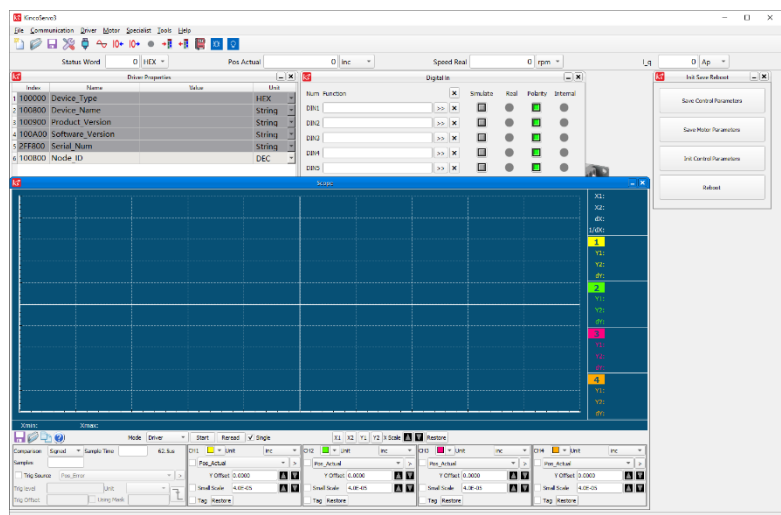 KincoServo3
File Communication Driver Motor Specialist Tools Help
Status Word 0 HEX Pos Actual 0 inc Speed Real 0 rpm I_q 0 Ap
Driver Properties
Index Name Value Unit
1 100000 Device_Type HEX
2 100800 Device_Name String
3 100900 Product_Version String
4 100A00 Software_Version String
5 2FF800 Serial_Num String
6 100B00 Node_ID DEC
Digital In
Num Function Simulate Real Polarity Internal
DIN1 >>
DIN2 >>
DIN3 >>
DIN4 >>
DIN5 >>
Init Save Reboot
Save Control Parameters
Save Motor Parameters
Init Control Parameters
Reboot
Scope
X1:
X2:
dX:
1/dX:
1
Y1:
Y2:
dY:
2
Y1:
Y2:
dY:
3
Y1:
Y2:
dY:
4
Y1:
Y2:
dY:
Xmin: Xmax:
Mode Driver Start Reread Single X1 X2 Y1 Y2 X Scale Restore
Comparison Signed Sample Time 62.5us CH1 Unit inc CH2 Unit inc CH3 Unit inc CH4 Unit inc
Samples Pos_Actual > Pos_Actual > Pos_Actual > Pos_Actual >
Trig Source Pos_Error > Y Offset 0.0000 Y Offset 0.0000 Y Offset 0.0000 Y Offset 0.0000
Trig level Unit Small Scale 4.0E-05 Small Scale 4.0E-05 Small Scale 4.0E-05 Small Scale 4.0E-05
Trig Offset Using Mask Tag Restore Tag Restore Tag Restore Tag Restore